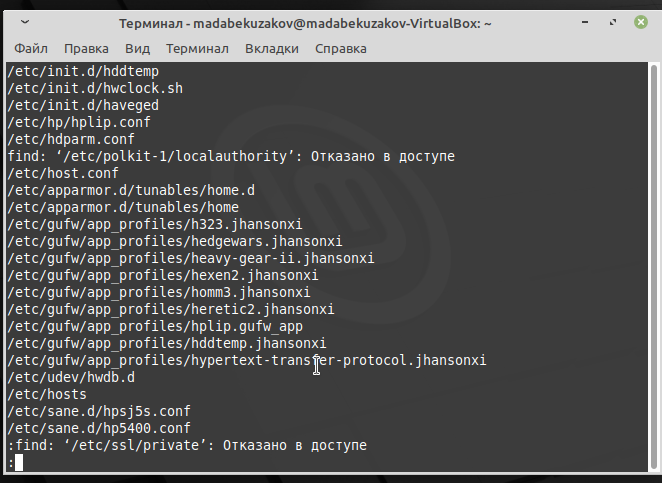 Терминал - madabekuzakov@madabekuzakov-VirtualBox: ~
Файл Правка Вид Терминал Вкладки Справка
/etc/init.d/hddtemp
/etc/init.d/hwclock.sh
/etc/init.d/haveged
/etc/hp/hplip.conf
/etc/hdparm.conf
find: ‘/etc/polkit-1/localauthority’: Отказано в доступе
/etc/host.conf
/etc/apparmor.d/tunables/home.d
/etc/apparmor.d/tunables/home
/etc/gufw/app_profiles/h323.jhansonxi
/etc/gufw/app_profiles/hedgewars.jhansonxi
/etc/gufw/app_profiles/heavy-gear-ii.jhansonxi
/etc/gufw/app_profiles/hexen2.jhansonxi
/etc/gufw/app_profiles/homm3.jhansonxi
/etc/gufw/app_profiles/heretic2.jhansonxi
/etc/gufw/app_profiles/hplip.gufw_app
/etc/gufw/app_profiles/hddtemp.jhansonxi
/etc/gufw/app_profiles/hypertext-transfer-protocol.jhansonxi
/etc/udev/hwdb.d
/etc/hosts
/etc/sane.d/hpsj5s.conf
/etc/sane.d/hp5400.conf
:find: ‘/etc/ssl/private’: Отказано в доступе
: